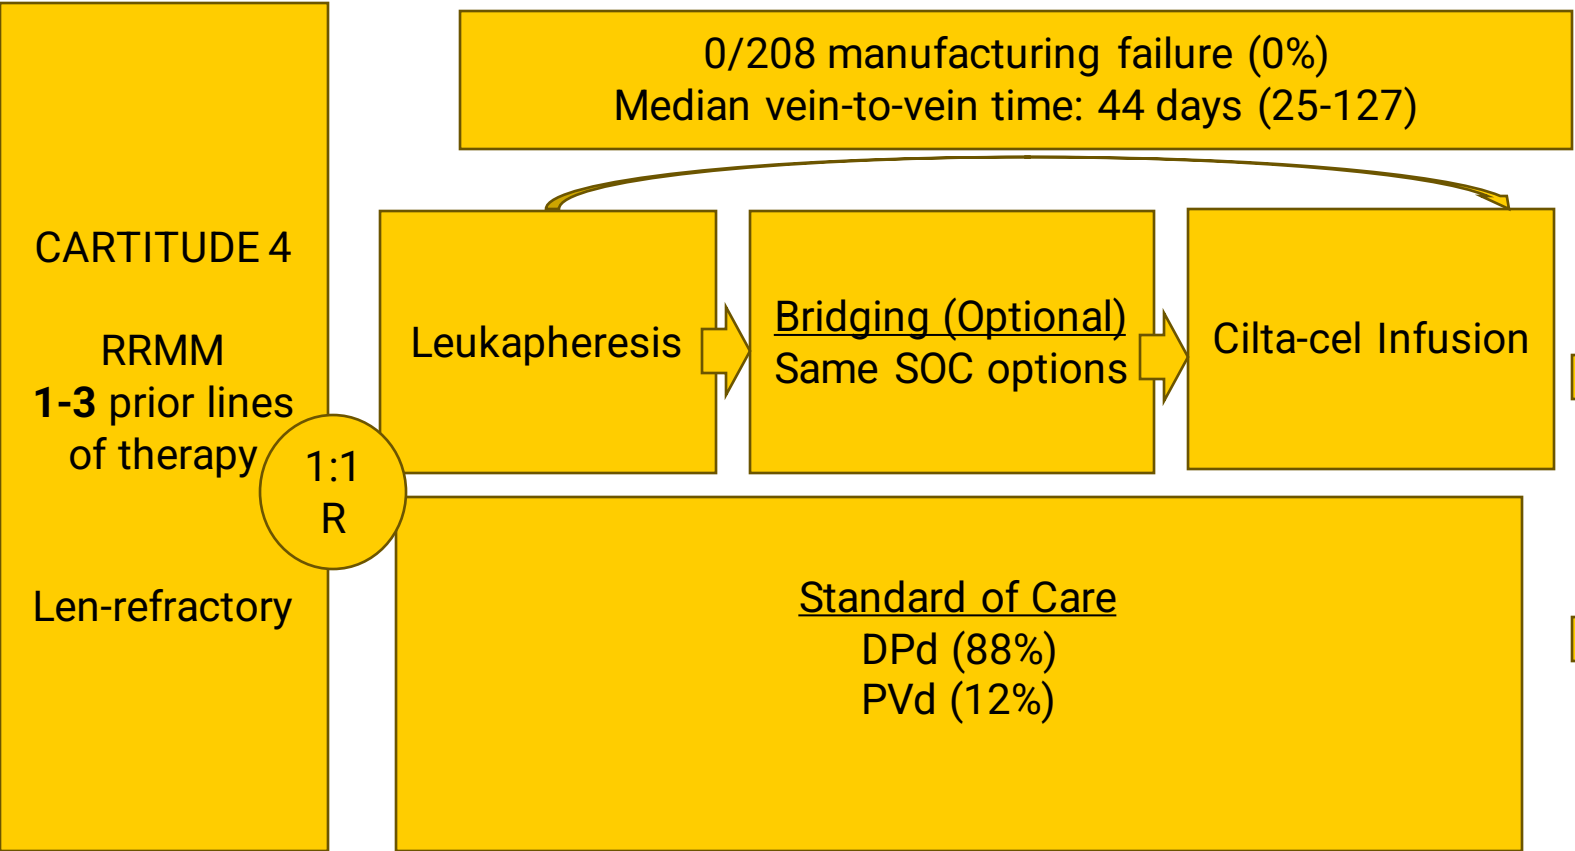 0/208 manufacturing failure (0%)
Median vein-to-vein time: 44 days (25-127)
CARTITUDE 4
RRMM
1-3 prior lines
of therapy
Len-refractory
1:1
R
Leukapheresis
Bridging (Optional)
Same SOC options
Cilta-cel Infusion
Standard of Care
DPd (88%)
PVd (12%)